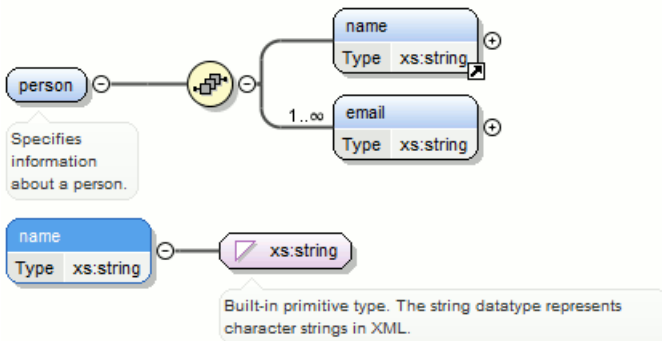 name
Type xs:string
person
1..∞
email
Type xs:string
Specifies
information
about a person.
name
Type xs:string
xs:string
Built-in primitive type. The string datatype represents
character strings in XML.